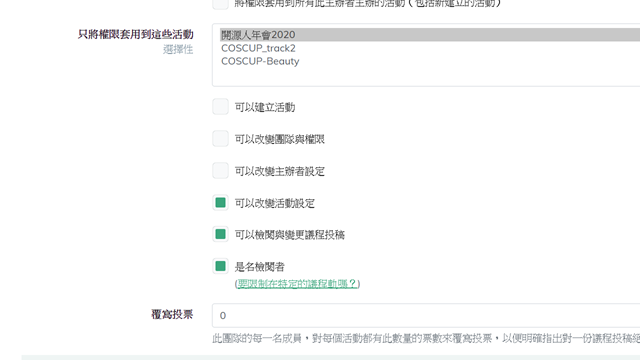 將權限套用到所有此主辦者主辦的活動（包括新建立的活動）
只將權限套用到這些活動
選擇性
開源人年會2020
COSCUP_track2
COSCUP-Beauty
可以建立活動
可以改變團隊與權限
可以改變主辦者設定
可以改變活動設定
可以檢閱與變更議程投稿
是名檢閱者
(要限制在特定的議程軌嗎？)
覆寫投票
0
此團隊的每一名成員，對每個活動都有此數量的票數來覆寫投票，以便明確指出對一份議程投稿